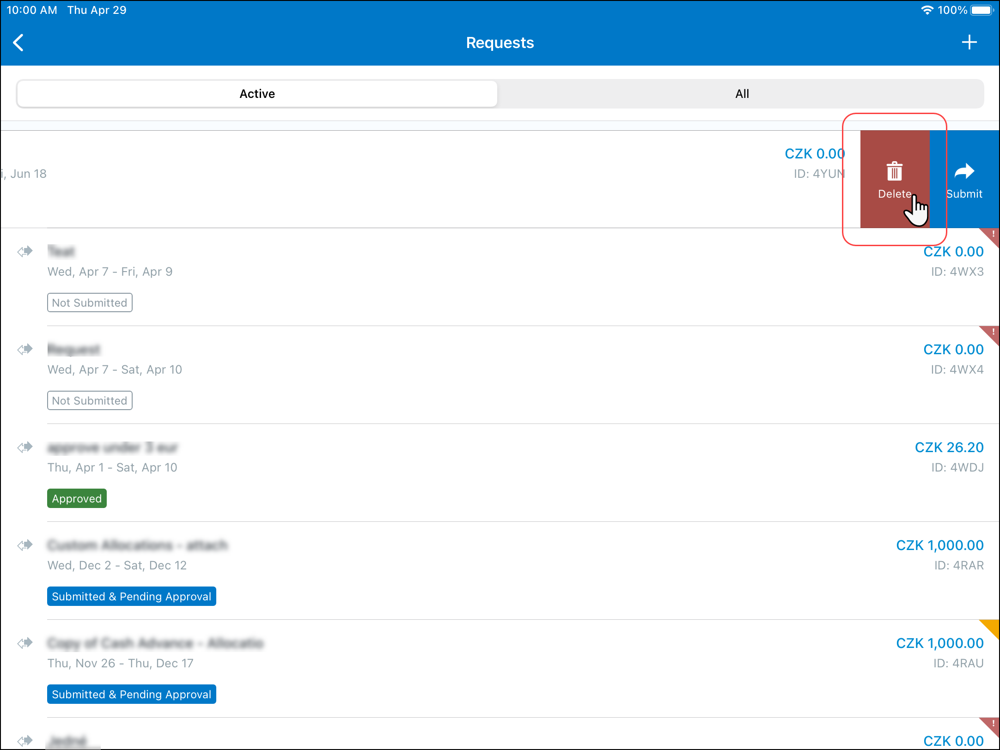 10:00 AM Thu Apr 29
100%
Requests
Active
All
CZK 0.00
i, Jun 18
ID: 4YUN
Delete
Submit
!
CZK 0.00
Wed, Apr 7 - Fri, Apr 9
ID: 4WX3
Not Submitted
!
Request
CZK 0.00
Wed, Apr 7 - Sat, Apr 10
ID: 4WX4
Not Submitted
approve under 3 eur
CZK 26.20
Thu, Apr 1 - Sat, Apr 10
ID: 4WDJ
Approved
Custom Allocations - attach
CZK 1,000.00
Wed, Dec 2 - Sat, Dec 12
ID: 4RAR
Submitted & Pending Approval
Copy of Cash Advance -
CZK 1,000.00
Thu, Nov 26 - Thu, Dec 17
ID: 4RAU
Submitted & Pending Approval
!
CZK 0.00